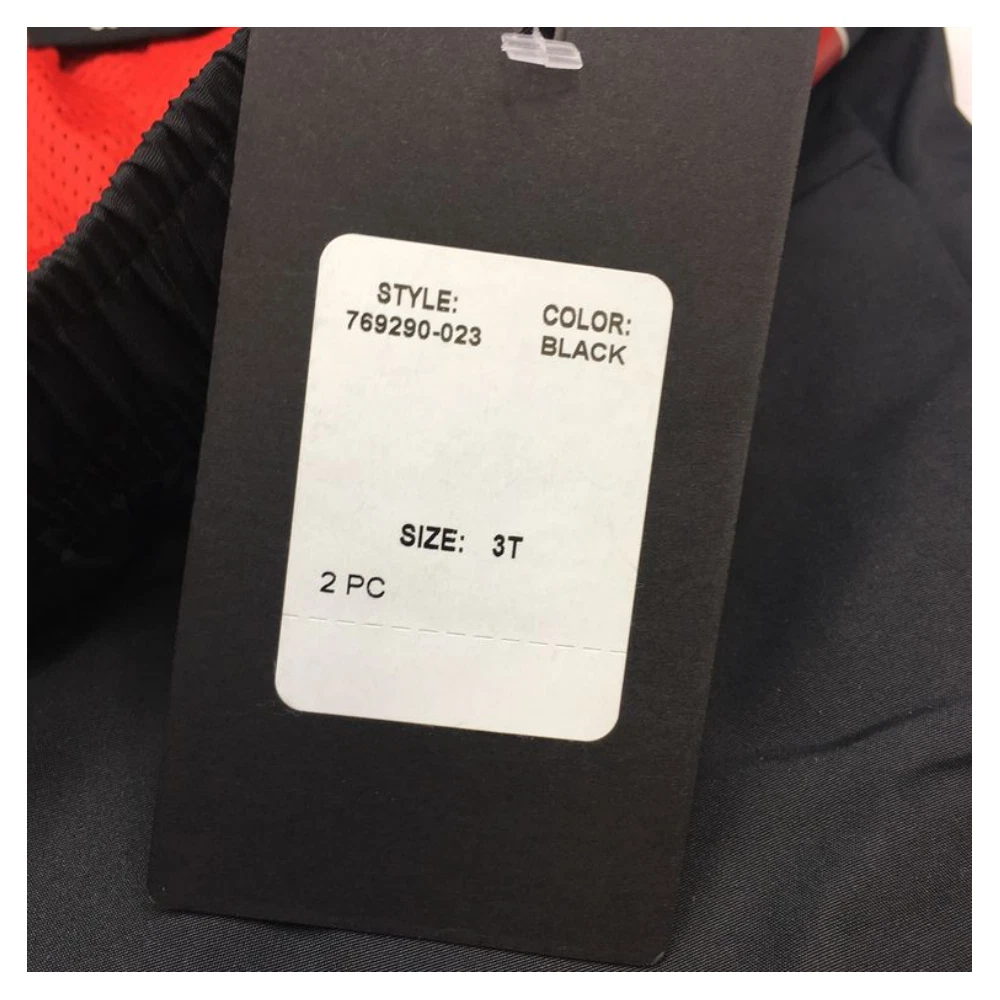 STYLE:
769290-023
COLOR:
BLACK
SIZE: 3T
2 PC